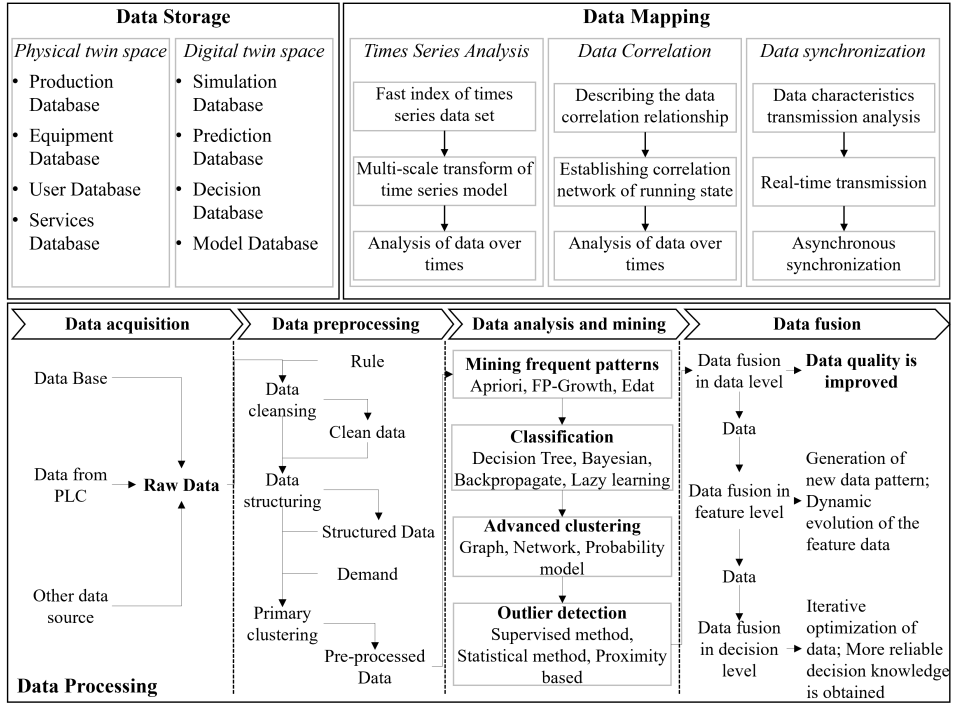 Data Storage
Physical twin space
• Production
Database
• Equipment
Database
• User Database
• Services
Database
Digital twin space
• Simulation
Database
• Prediction
Database
• Decision
Database
• Model Database
Data Mapping
Times Series Analysis
Fast index of times
series data set
Multi-scale transform of
time series model
Analysis of data over
times
Data Correlation
Describing the data
correlation relationship
Establishing correlation
network of running state
Analysis of data over
times
Data synchronization
Data characteristics
transmission analysis
Real-time transmission
Asynchronous
synchronization
Data acquisition
Data Base
Data from
PLC
Raw Data
Other data
source
Data preprocessing
Rule
Data
cleansing
Clean data
Data
structuring
Structured Data
Demand
Primary
clustering
Pre-processed
Data
Data analysis and mining
Mining frequent patterns
Apriori, FP-Growth, Edat
Classification
Decision Tree, Bayesian,
Backpropagate, Lazy learning
Advanced clustering
Graph, Network, Probability
model
Outlier detection
Supervised method,
Statistical method, Proximity
based
Data fusion
Data fusion
in data level
Data quality is
improved
Data
Data fusion in
feature level
Generation of
new data pattern;
Dynamic
evolution of the
feature data
Data
Data fusion
in decision
level
Iterative
optimization of
data; More reliable
decision knowledge
is obtained
Data Processing